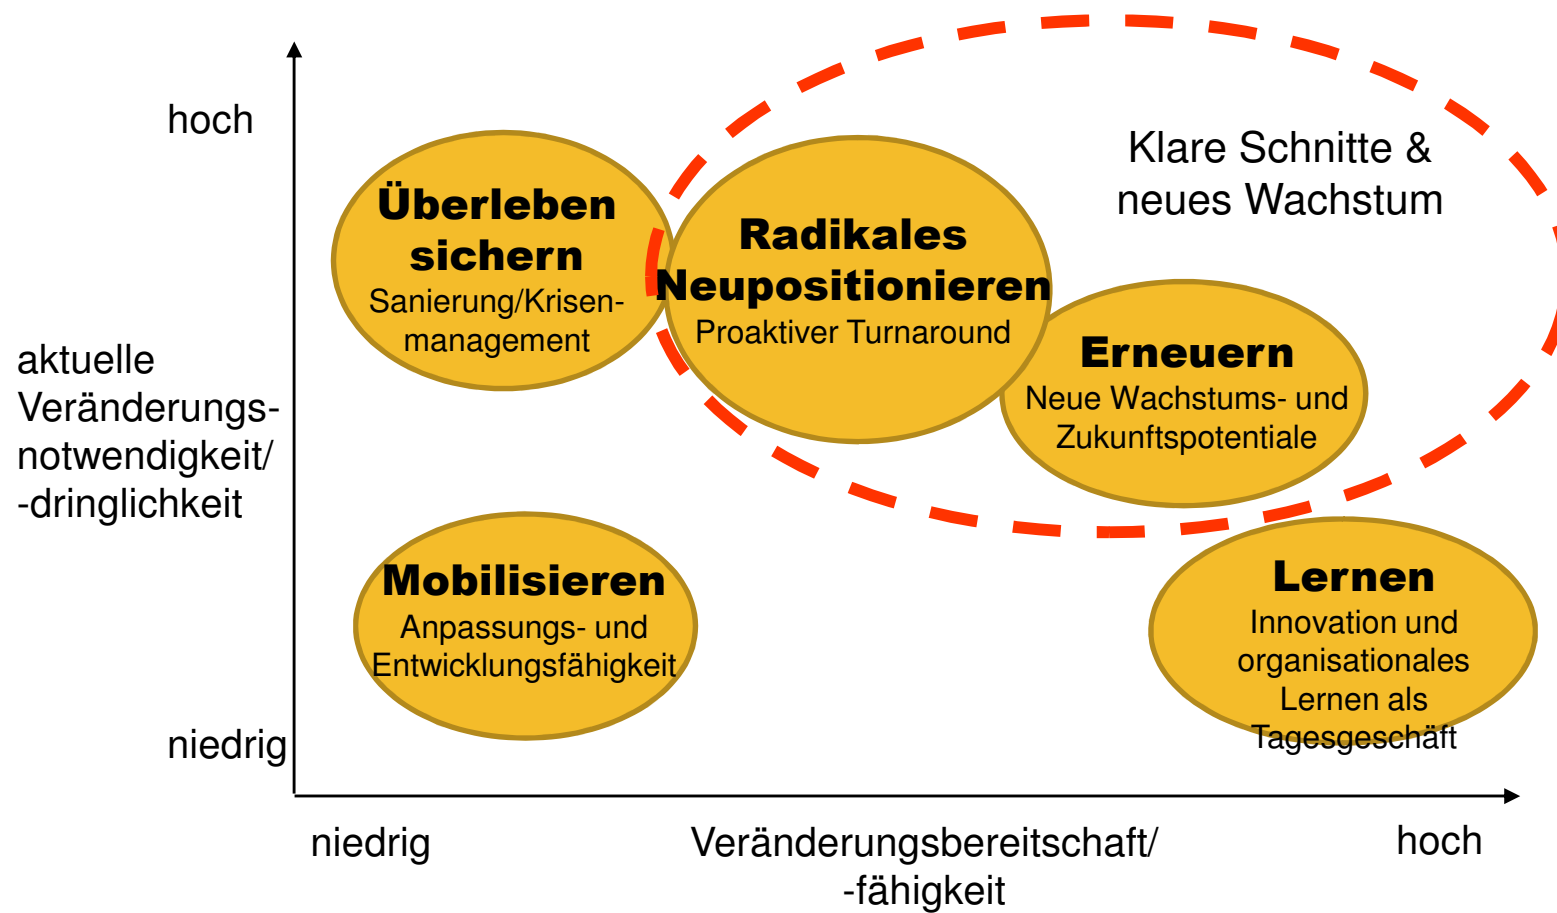 hoch
Klare Schnitte &
neues Wachstum
Überleben
sichern
Sanierung/Krisen-
management
Radikales
Neupositionieren
Proaktiver Turnaround
Erneuern
Neue Wachstums- und
Zukunftspotentiale
aktuelle
Veränderungs-
notwendigkeit/
-dringlichkeit
Mobilisieren
Anpassungs- und
Entwicklungsfähigkeit
Lernen
Innovation und
organisationales
Lernen als
Tagesgeschäft
niedrig
niedrig
Veränderungsbereitschaft/
-fähigkeit
hoch